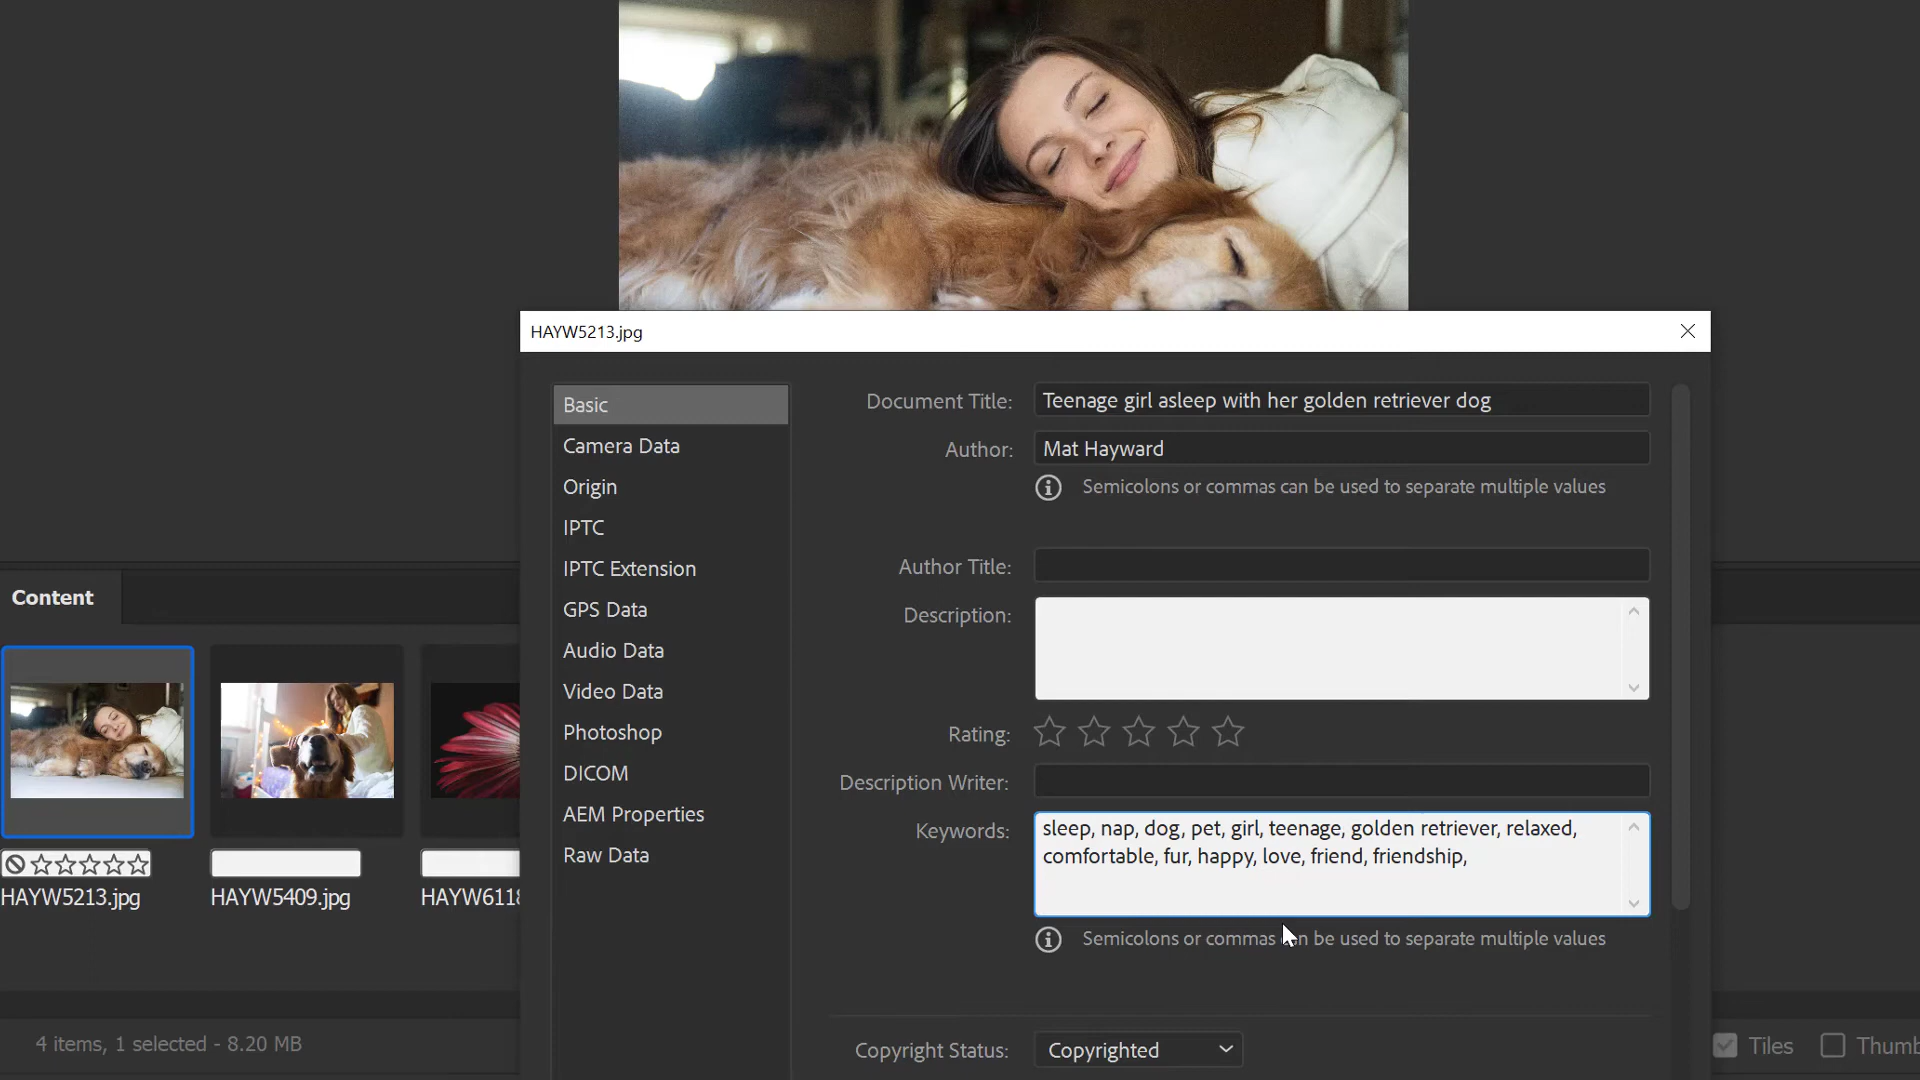 HAYW5213.jpg
Basic
Camera Data
Origin
IPTC
IPTC Extension
GPS Data
Audio Data
Video Data
Photoshop
DICOM
AEM Properties
Raw Data
Document Title: Teenage girl asleep with her golden retriever dog
Author: Mat Hayward
Semicolons or commas can be used to separate multiple values
Author Title:
Description:
Rating:
Description Writer:
Keywords: sleep, nap, dog, pet, girl, teenage, golden retriever, relaxed,
comfortable, fur, happy, love, friend, friendship,
Semicolons or commas can be used to separate multiple values
Copyright Status: Copyrighted
Content
HAYW5213.jpg
HAYW5409.jpg
HAYW6118
4 items, 1 selected - 8.20 MB
Tiles
Thumb